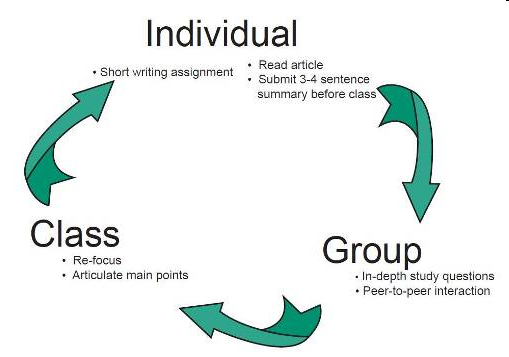 Individual
• Short writing assignment
• Read article
• Submit 3-4 sentence
summary before class
Class
• Re-focus
• Articulate main points
Group
• In-depth study questions
• Peer-to-peer interaction